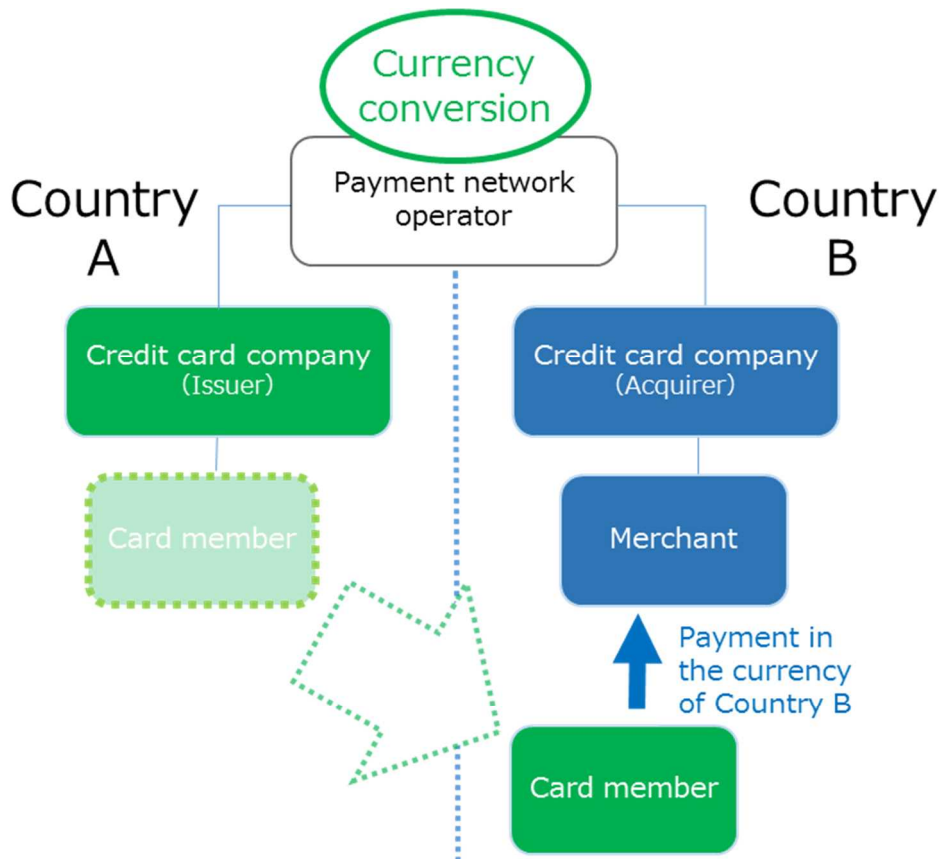 Currency
conversion
Payment network
operator
Country
A
Country
B
Credit card company
(Issuer)
Credit card company
(Acquirer)
Card member
Merchant
Payment in
the currency
of Country B
Card member